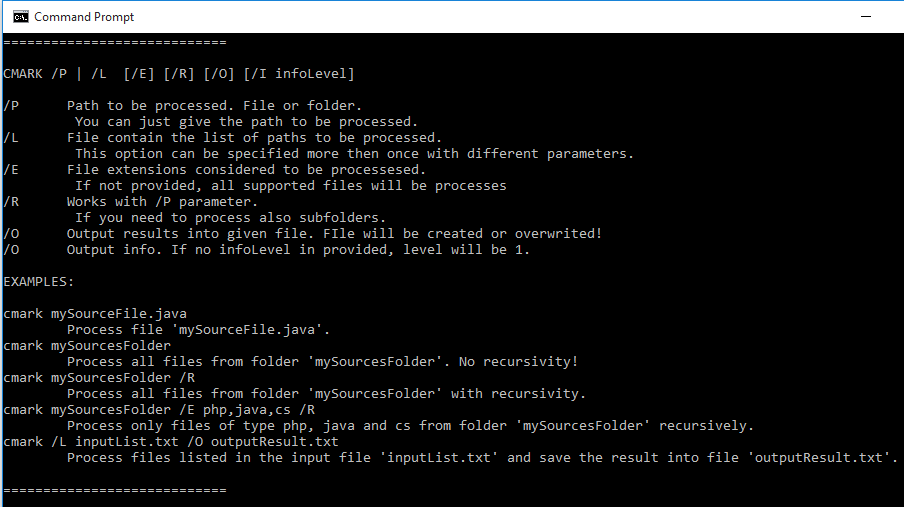 Command Prompt
============================
CMARK /P | /L  [/E] [/R] [/O] [/I infoLevel]
/P      Path to be processed. File or folder.
         You can just give the path to be processed.
/L      File contain the list of paths to be processed.
         This option can be specified more then once with different parameters.
/E      File extensions considered to be processesed.
         If not provided, all supported files will be processes
/R      Works with /P parameter.
         If you need to process also subfolders.
/O      Output results into given file. FIle will be created or overwrited!
/O      Output info. If no infoLevel in provided, level will be 1.
EXAMPLES:
cmark mySourceFile.java
        Process file 'mySourceFile.java'.
cmark mySourcesFolder
        Process all files from folder 'mySourcesFolder'. No recursivity!
cmark mySourcesFolder /R
        Process all files from folder 'mySourcesFolder' with recursivity.
cmark mySourcesFolder /E php,java,cs /R
        Process only files of type php, java and cs from folder 'mySourcesFolder' recursively.
cmark /L inputList.txt /O outputResult.txt
        Process files listed in the input file 'inputList.txt' and save the result into file 'outputResult.txt'.
============================